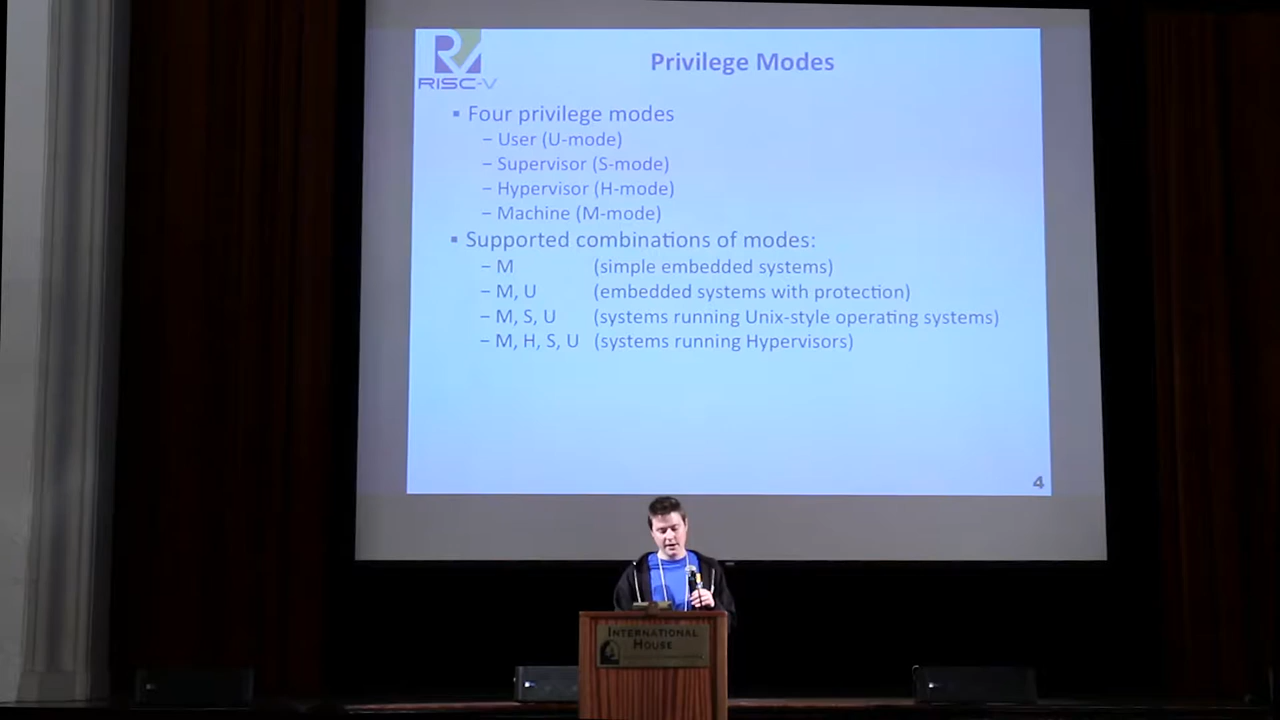 RISC-V
Privilege Modes
▪ Four privilege modes
– User (U-mode)
– Supervisor (S-mode)
– Hypervisor (H-mode)
– Machine (M-mode)
▪ Supported combinations of modes:
– M (simple embedded systems)
– M, U (embedded systems with protection)
– M, S, U (systems running Unix-style operating systems)
– M, H, S, U (systems running Hypervisors)
4
INTERNATIONAL
HOUSE